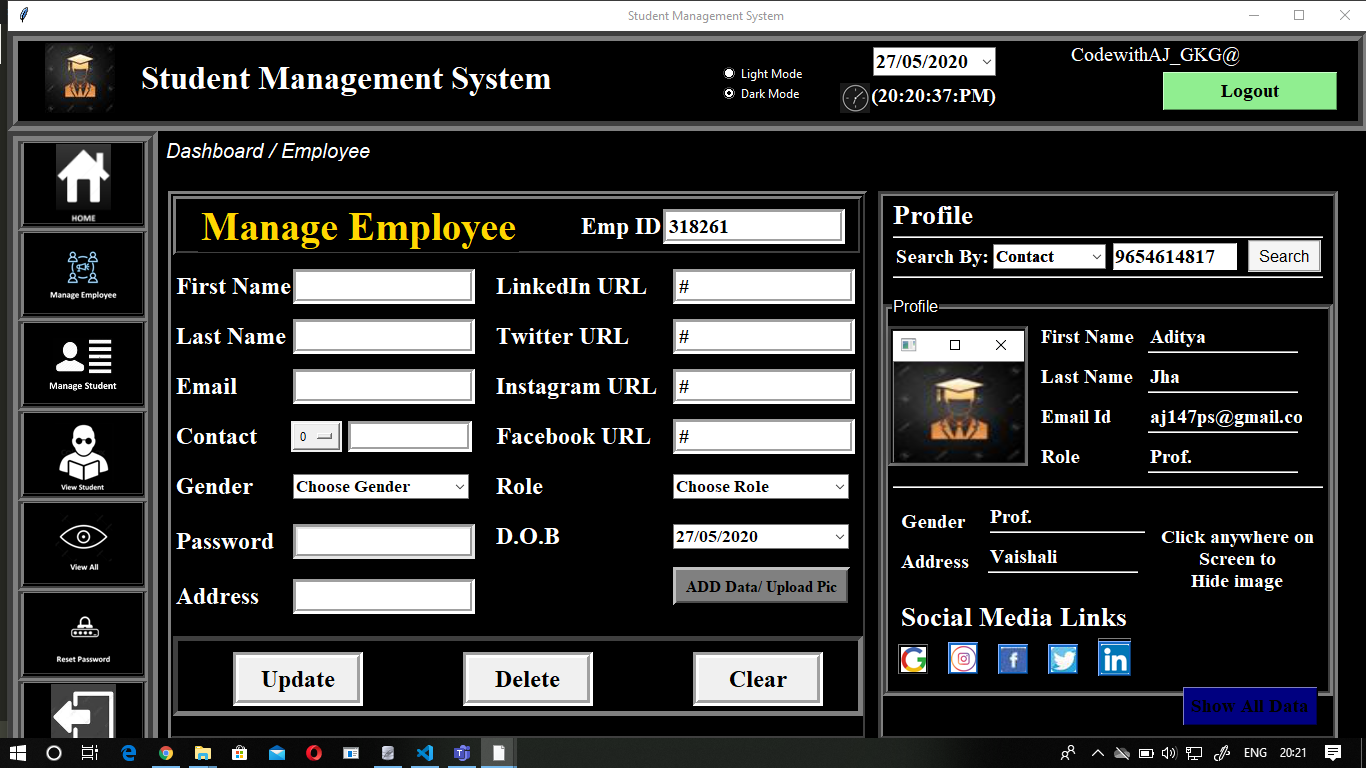 Student Management System
Student Management System
Light Mode
Dark Mode
27/05/2020
(20:20:37:PM)
CodewithAJ_GKG@
Logout
HOME
Manage Employee
Manage Student
View Student
View All
Reset Password
Dashboard / Employee
Manage Employee
Emp ID 318261
First Name
LinkedIn URL #
Last Name
Twitter URL #
Email
Instagram URL #
Contact 0
Facebook URL #
Gender Choose Gender
Role Choose Role
Password
D.O.B 27/05/2020
Address
ADD Data/ Upload Pic
Update
Delete
Clear
Profile
Search By: Contact 9654614817 Search
Profile
First Name Aditya
Last Name Jha
Email Id aj147ps@gmail.co
Role Prof.
Gender Prof.
Address Vaishali
Click anywhere on
Screen to
Hide image
Social Media Links
Show All Data
ENG 20:21